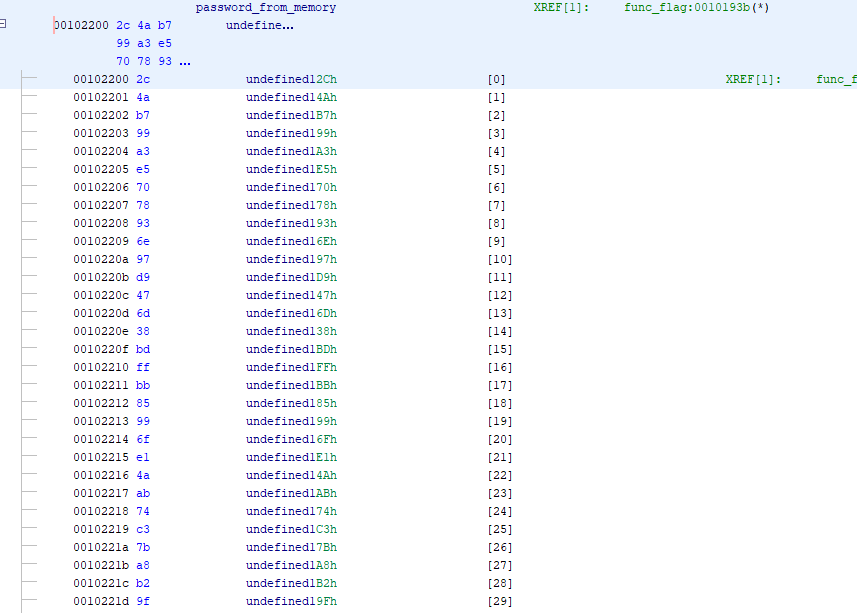 password_from_memory XREF[1]: func_flag:0010193b(*)
00102200 2c 4a b7 undefine...
99 a3 e5
70 78 93 ...
00102200 2c undefined12Ch [0] XREF[1]: func_f
00102201 4a undefined14Ah [1]
00102202 b7 undefined1B7h [2]
00102203 99 undefined199h [3]
00102204 a3 undefined1A3h [4]
00102205 e5 undefined1E5h [5]
00102206 70 undefined170h [6]
00102207 78 undefined178h [7]
00102208 93 undefined193h [8]
00102209 6e undefined16Eh [9]
0010220a 97 undefined197h [10]
0010220b d9 undefined1D9h [11]
0010220c 47 undefined147h [12]
0010220d 6d undefined16Dh [13]
0010220e 38 undefined138h [14]
0010220f bd undefined1BDh [15]
00102210 ff undefined1FFh [16]
00102211 bb undefined1BBh [17]
00102212 85 undefined185h [18]
00102213 99 undefined199h [19]
00102214 6f undefined16Fh [20]
00102215 e1 undefined1E1h [21]
00102216 4a undefined14Ah [22]
00102217 ab undefined1ABh [23]
00102218 74 undefined174h [24]
00102219 c3 undefined1C3h [25]
0010221a 7b undefined17Bh [26]
0010221b a8 undefined1A8h [27]
0010221c b2 undefined1B2h [28]
0010221d 9f undefined19Fh [29]